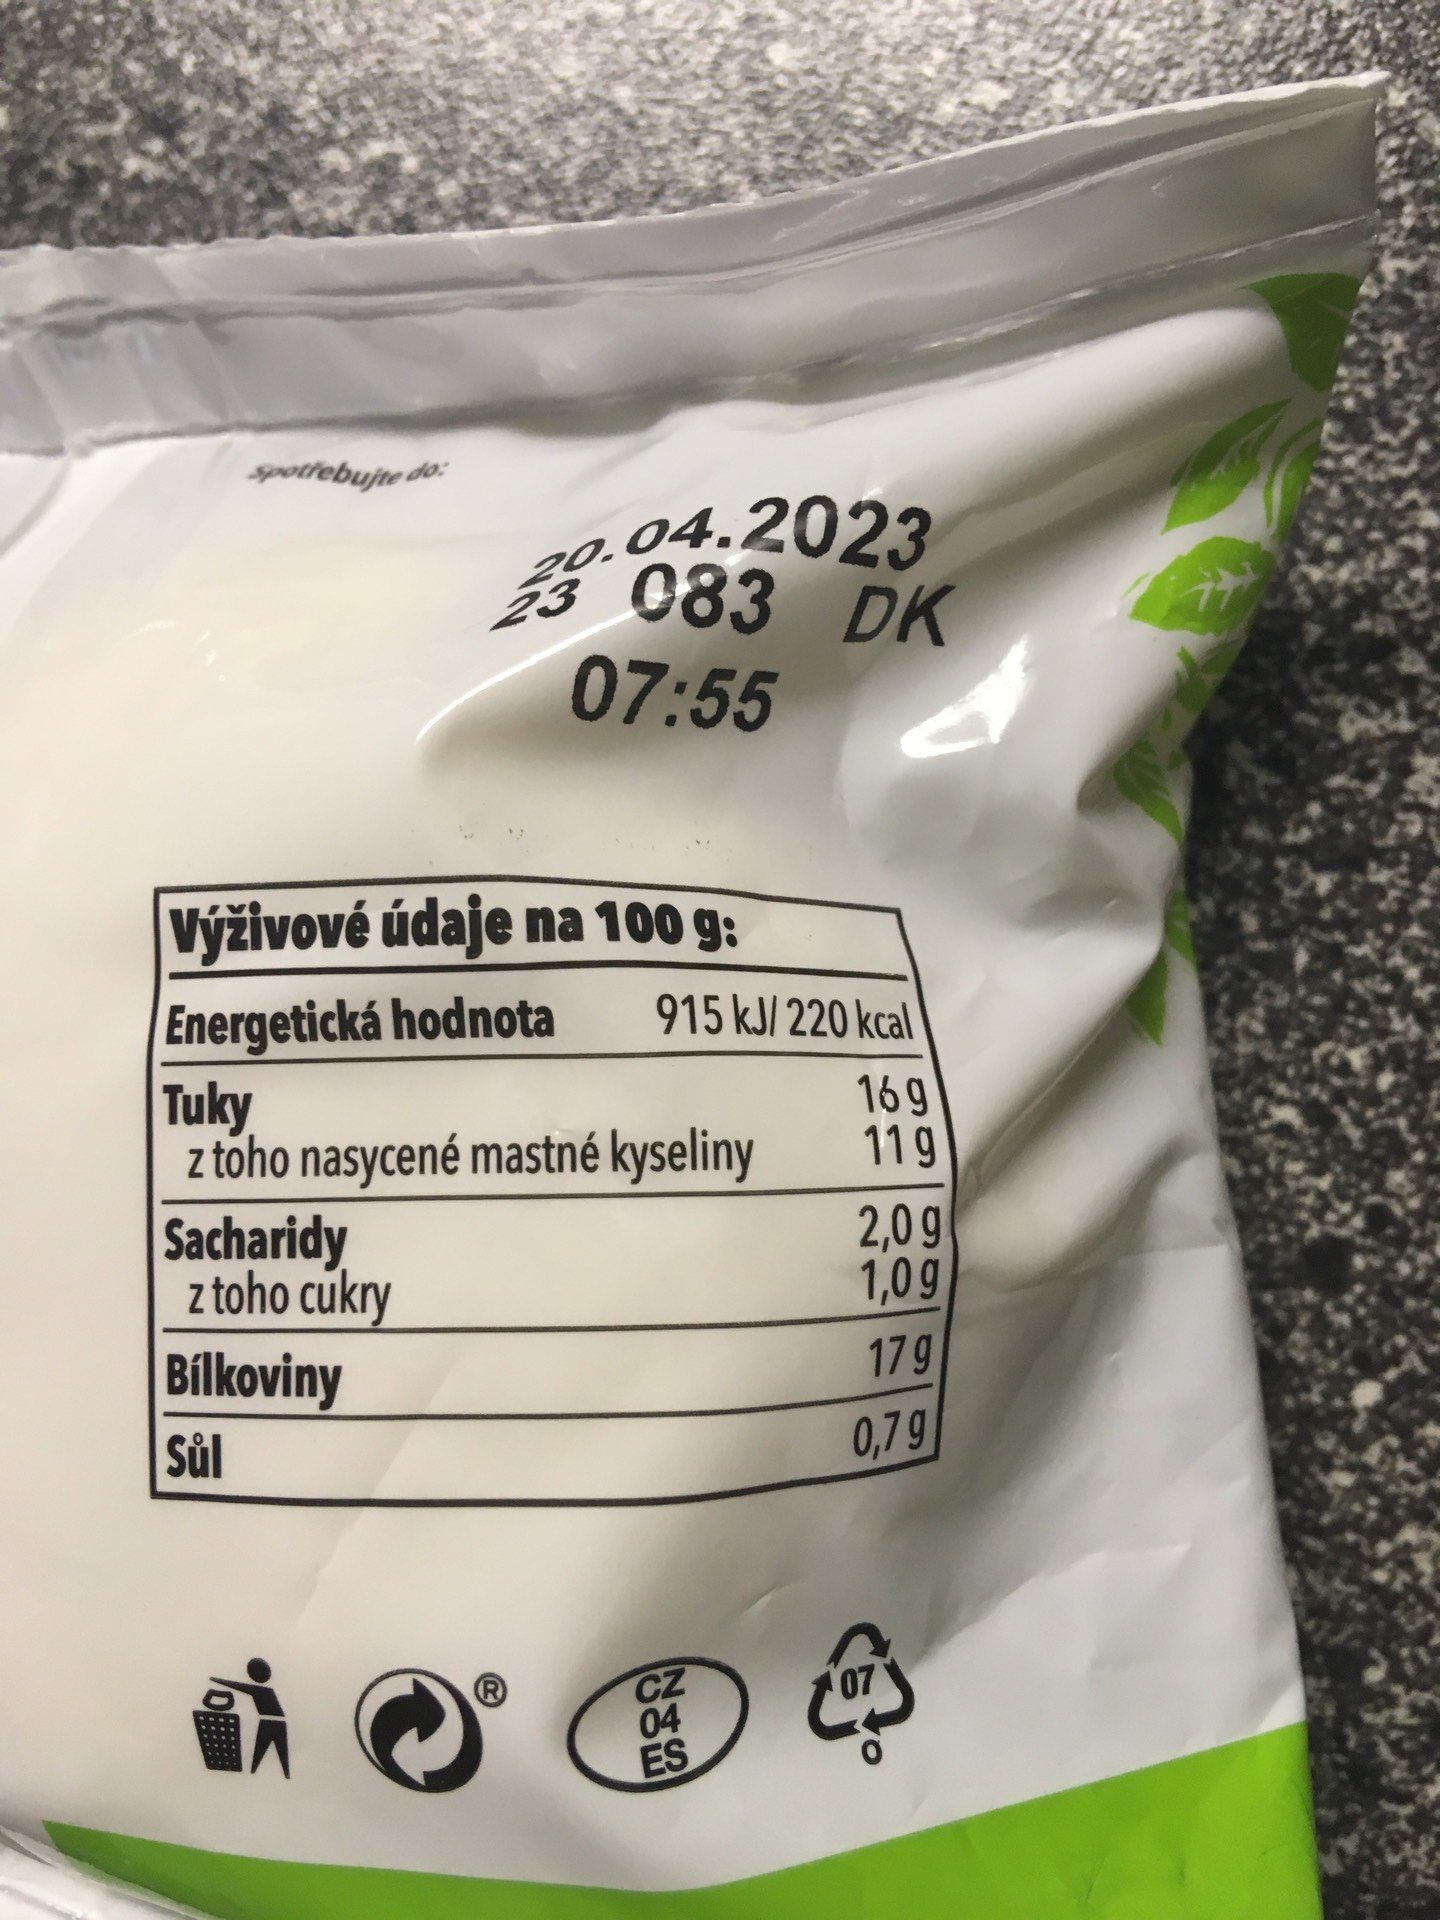 Spotřebujte do:
20.04.2023
23 083 DK
07:55
Výživové údaje na 100 g:
Energetická hodnota 915 kJ/ 220 kcal
Tuky 16 g
z toho nasycené mastné kyseliny 11 g
Sacharidy 2,0 g
z toho cukry 1,0 g
Bílkoviny 17 g
Sůl 0,7 g
®
CZ
04
ES
07
O